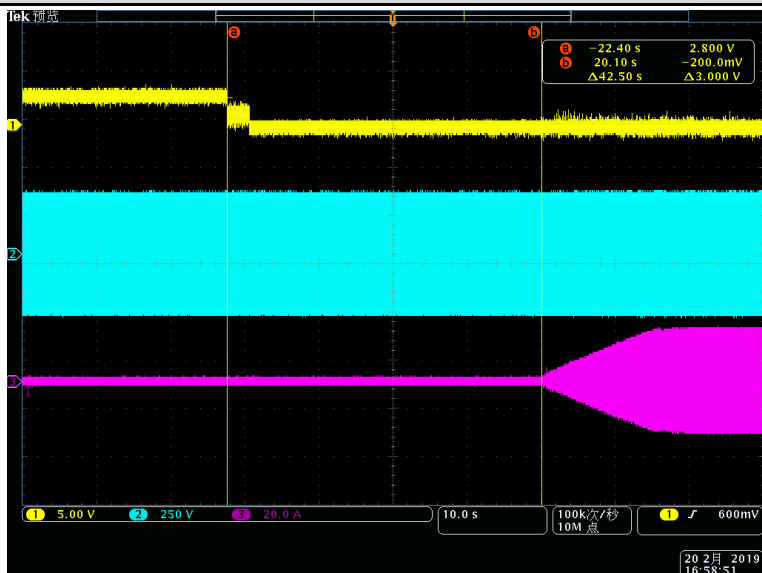 Tek 预览
a
b
a -22.40 s 2.800 V
b 20.10 s -200.0mV
Δ42.50 s Δ3.000 V
1
2
3
1 5.00 V 2 250 V 3 20.0 A
10.0 s
100k次/秒
10M 点
1 600mV
20 2月 2019
16:58:51